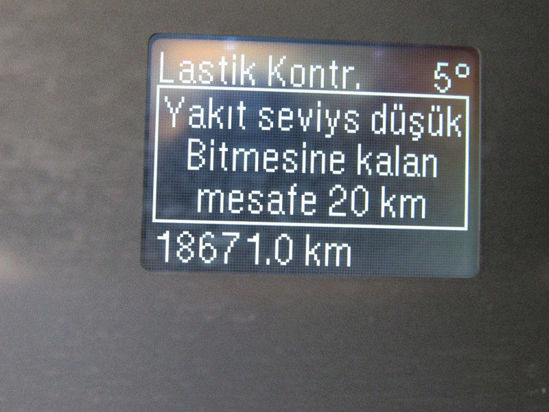 Lastik Kontr. 5°
Yakıt seviys düşük
Bitmesine kalan
mesafe 20 km
18671.0 km